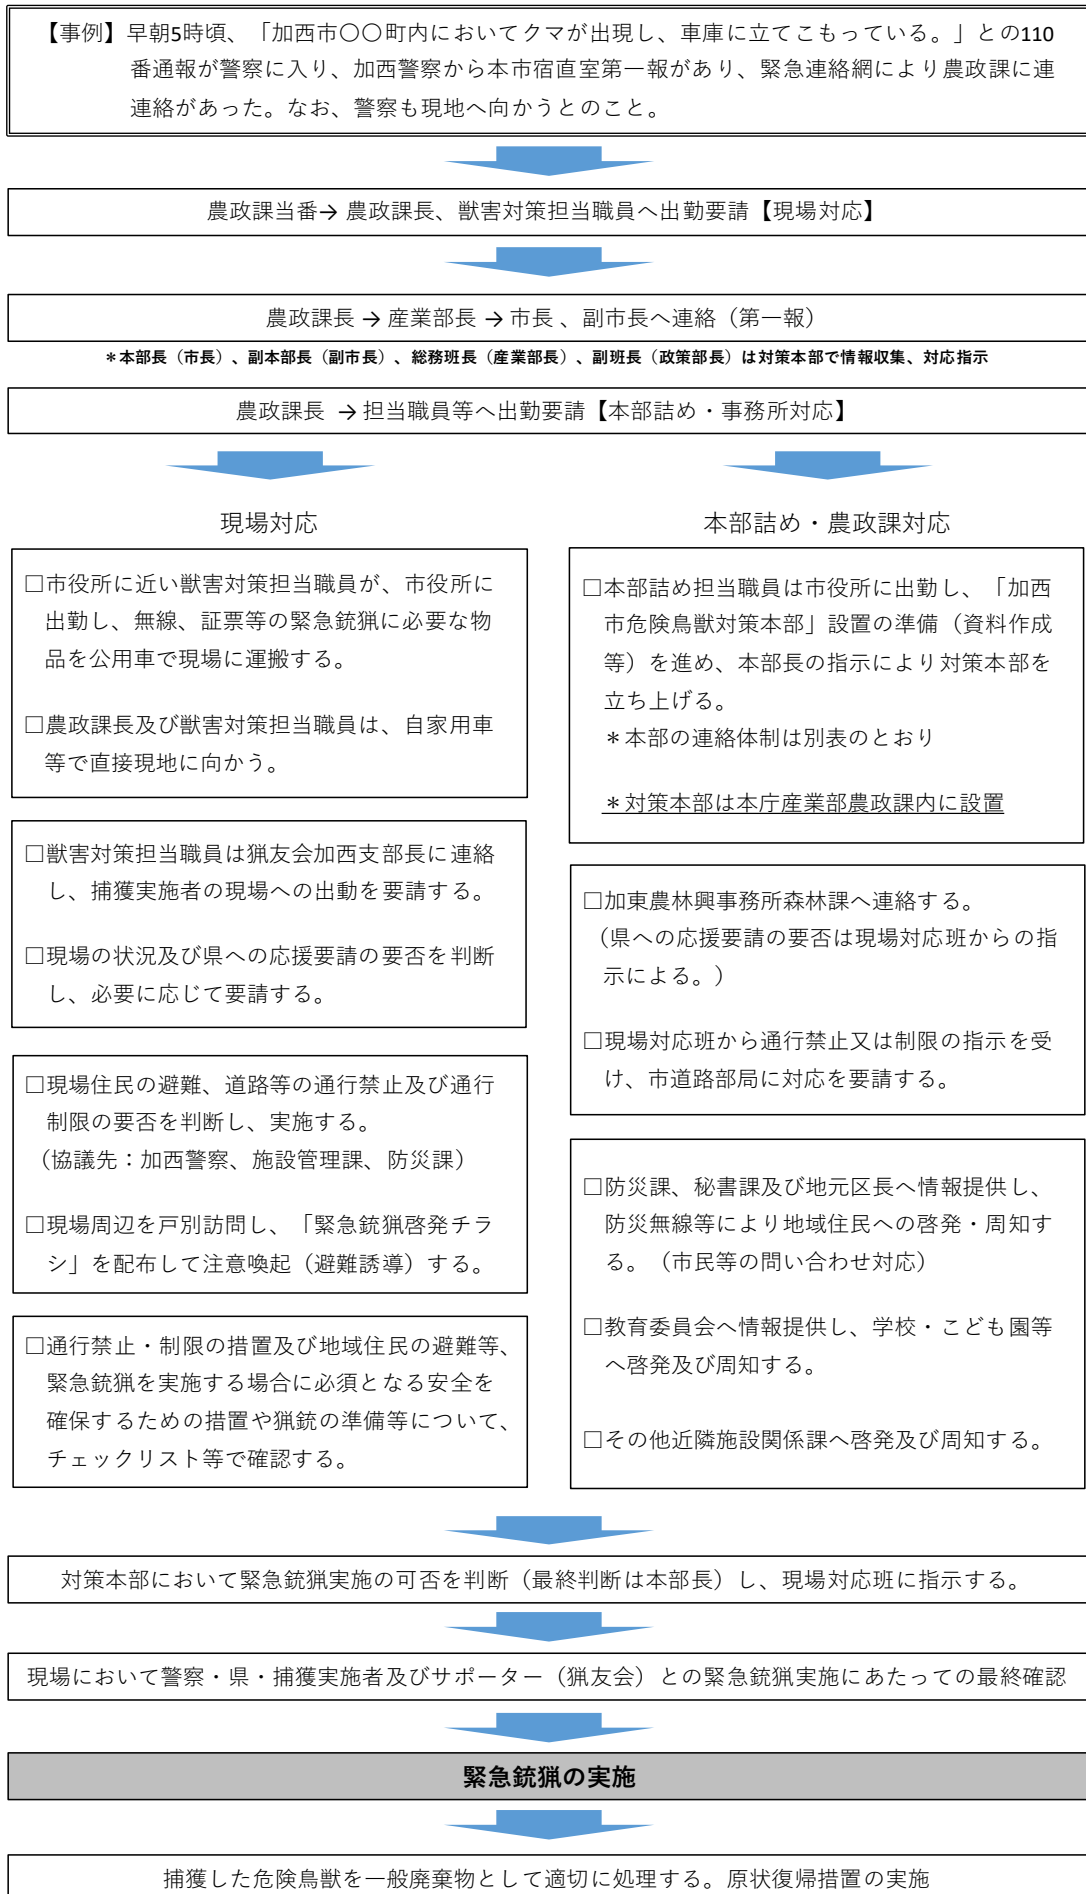 【事例】早朝5時頃、「加西市〇〇町内においてクマが出現し、車庫に立てこもっている。」との110
番通報が警察に入り、加西警察から本市宿直室第一報があり、緊急連絡網により農政課に連
連絡があった。なお、警察も現地へ向かうとのこと。
農政課当番→ 農政課長、獣害対策担当職員へ出勤要請【現場対応】
農政課長 → 産業部長 → 市長 、副市長へ連絡（第一報）
＊本部長（市長）、副本部長（副市長）、総務班長（産業部長）、副班長（政策部長）は対策本部で情報収集、対応指示
農政課長 → 担当職員等へ出勤要請【本部詰め・事務所対応】
現場対応
□市役所に近い獣害対策担当職員が、市役所に
出勤し、無線、証票等の緊急銃猟に必要な物
品を公用車で現場に運搬する。
□農政課長及び獣害対策担当職員は、自家用車
等で直接現地に向かう。
□獣害対策担当職員は猟友会加西支部長に連絡
し、捕獲実施者の現場への出動を要請する。
□現場の状況及び県への応援要請の要否を判断
し、必要に応じて要請する。
□現場住民の避難、道路等の通行禁止及び通行
制限の要否を判断し、実施する。
（協議先：加西警察、施設管理課、防災課）
□現場周辺を戸別訪問し、「緊急銃猟啓発チラ
シ」を配布して注意喚起（避難誘導）する。
□通行禁止・制限の措置及び地域住民の避難等、
緊急銃猟を実施する場合に必須となる安全を
確保するための措置や猟銃の準備等について、
チェックリスト等で確認する。
本部詰め・農政課対応
□本部詰め担当職員は市役所に出勤し、「加西
市危険鳥獣対策本部」設置の準備（資料作成
等）を進め、本部長の指示により対策本部を
立ち上げる。
＊本部の連絡体制は別表のとおり
＊対策本部は本庁産業部農政課内に設置
□加東農林興事務所森林課へ連絡する。
（県への応援要請の要否は現場対応班からの指
示による。）
□現場対応班から通行禁止又は制限の指示を受
け、市道路部局に対応を要請する。
□防災課、秘書課及び地元区長へ情報提供し、
防災無線等により地域住民への啓発・周知す
る。（市民等の問い合わせ対応）
□教育委員会へ情報提供し、学校・こども園等
へ啓発及び周知する。
□その他近隣施設関係課へ啓発及び周知する。
対策本部において緊急銃猟実施の可否を判断（最終判断は本部長）し、現場対応班に指示する。
現場において警察・県・捕獲実施者及びサポーター（猟友会）との緊急銃猟実施にあたっての最終確認
緊急銃猟の実施
捕獲した危険鳥獣を一般廃棄物として適切に処理する。原状復帰措置の実施